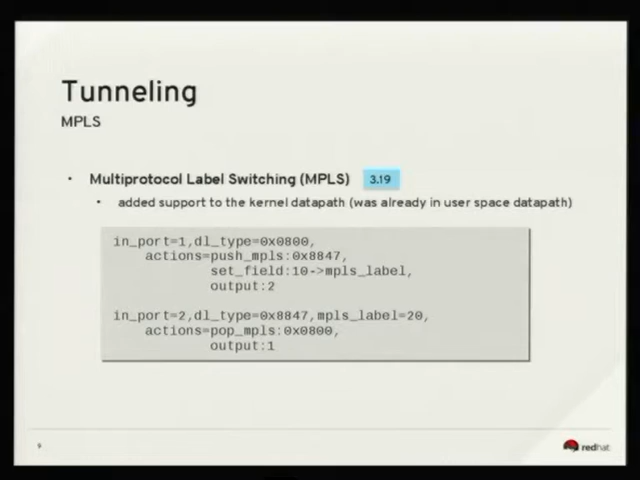 Tunneling
MPLS
• Multiprotocol Label Switching (MPLS) 3.19
• added support to the kernel datapath (was already in user space datapath)
in_port=1,dl_type=0x0800,
actions=push_mpls:0x8847,
set_field:10->mpls_label,
output:2
in_port=2,dl_type=0x8847,mpls_label=20,
actions=pop_mpls:0x0800,
output:1
9
redhat